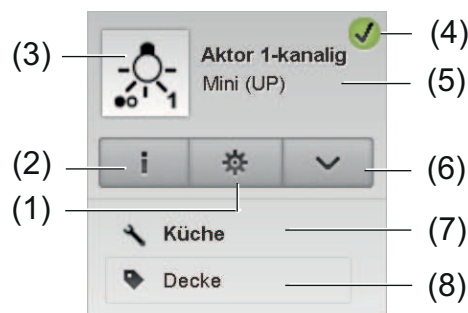 (3) Aktor 1-kanalig (4)
Mini (UP) (5)
1
(2) i (6)
(1)
Küche (7)
Decke (8)